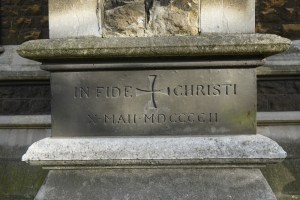 IN FIDE ☩ I CHRISTI
X MAII MDCCCCII